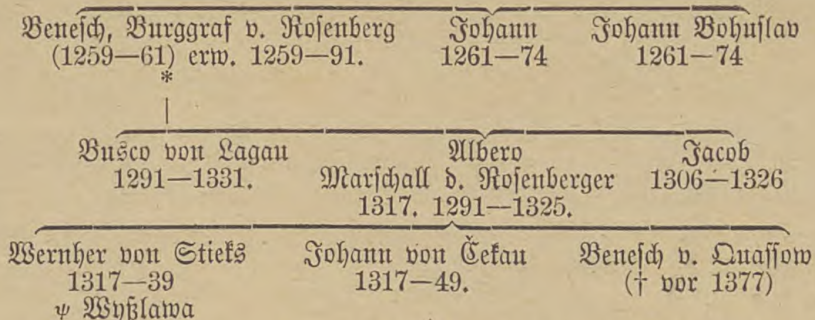 Benesch, Burggraf v. Rosenberg Johann Johann Bohuslav
(1259—61) erw. 1259—91. 1261—74 1261—74
*
Busco von Lagau Albero Jacob
1291—1331. Marschall d. Rosenberger 1306—1326
1317. 1291—1325.
Wernher von Stieks Johann von Čekau Benesch v. Quassow
1317—39 1317—49. († vor 1377)
ψ Wyßlawa